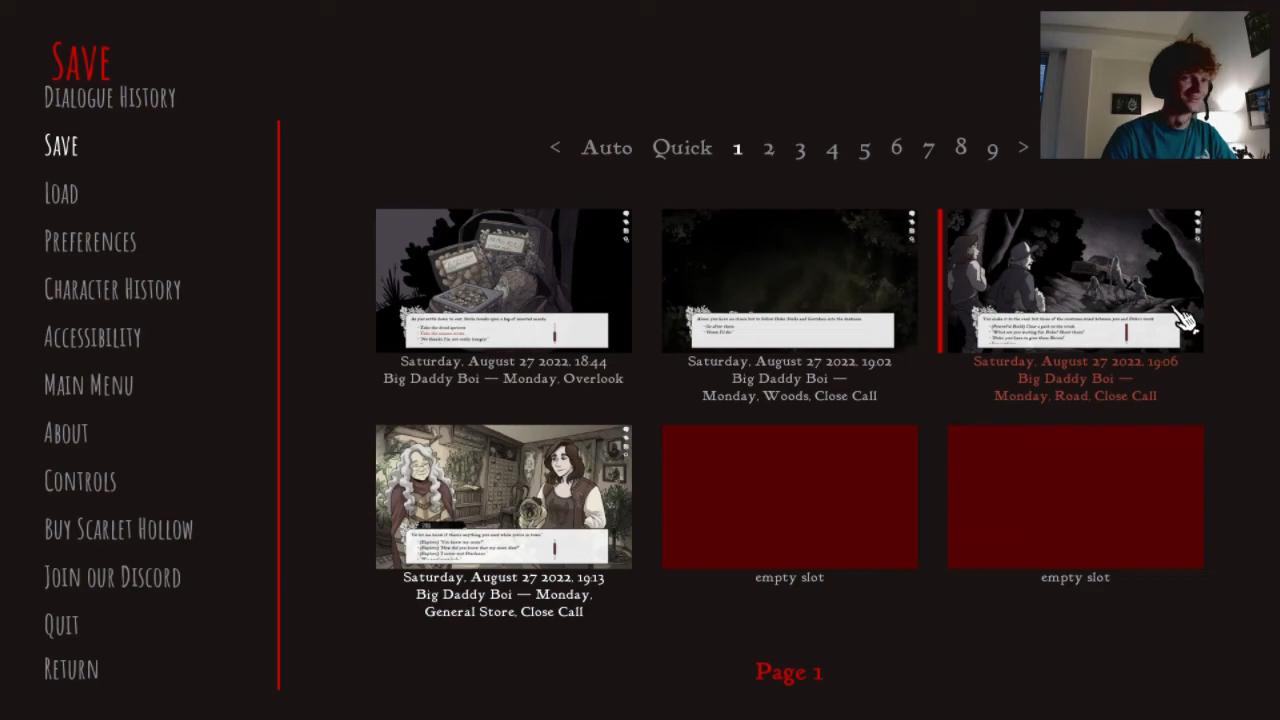 Save
Dialogue History
Save
Load
Preferences
Character History
Accessibility
Main Menu
About
Controls
Buy Scarlet Hollow
Join our Discord
Quit
Return
< Auto Quick 1 2 3 4 5 6 7 8 9 >
Saturday, August 27 2022, 18:44
Big Daddy Boi — Monday, Overlook
Saturday, August 27 2022, 19:02
Big Daddy Boi —
Monday, Woods, Close Call
Saturday, August 27 2022, 19:06
Big Daddy Boi —
Monday, Road, Close Call
Saturday, August 27 2022, 19:13
Big Daddy Boi — Monday,
General Store, Close Call
empty slot
empty slot
Page 1